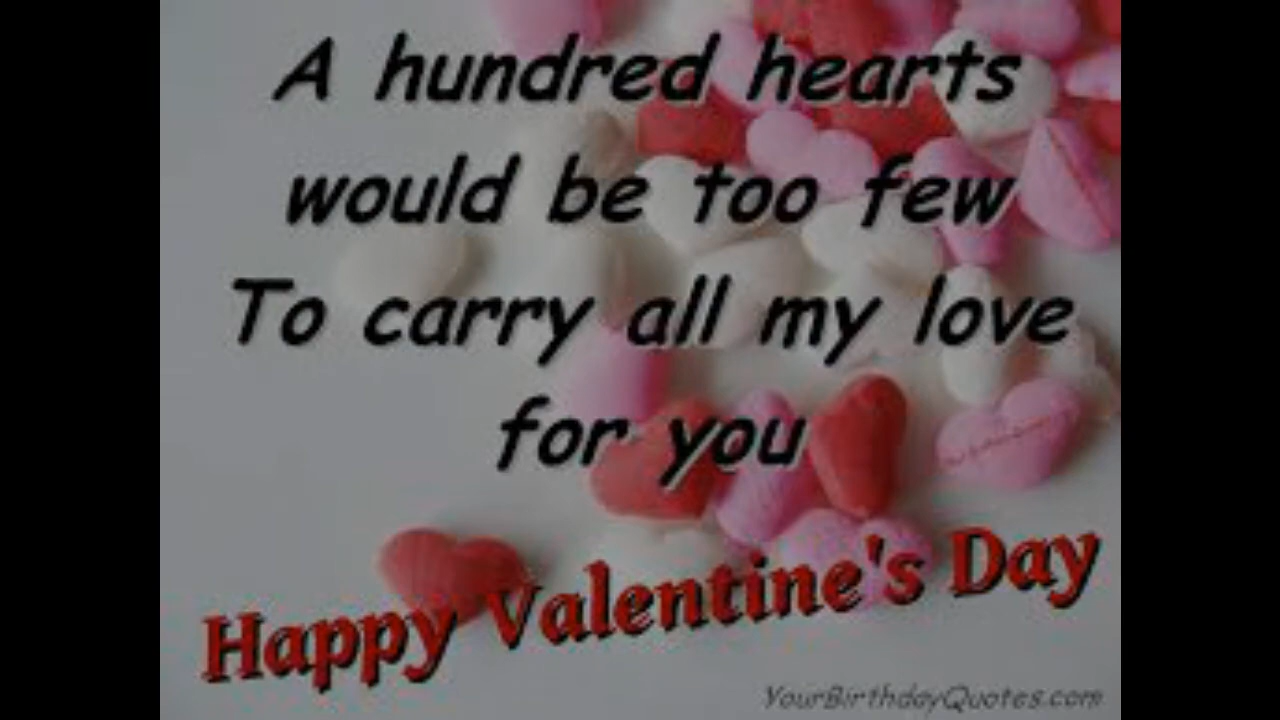 A hundred hearts
would be too few
To carry all my love
for you
Happy Valentine's Day
YourBirthdayQuotes.com